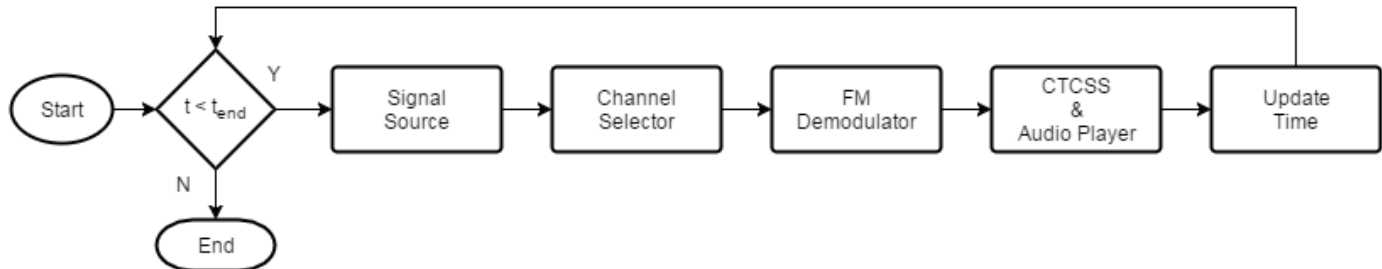 Start
t < tend
Y
N
End
Signal
Source
Channel
Selector
FM
Demodulator
CTCSS
&
Audio Player
Update
Time